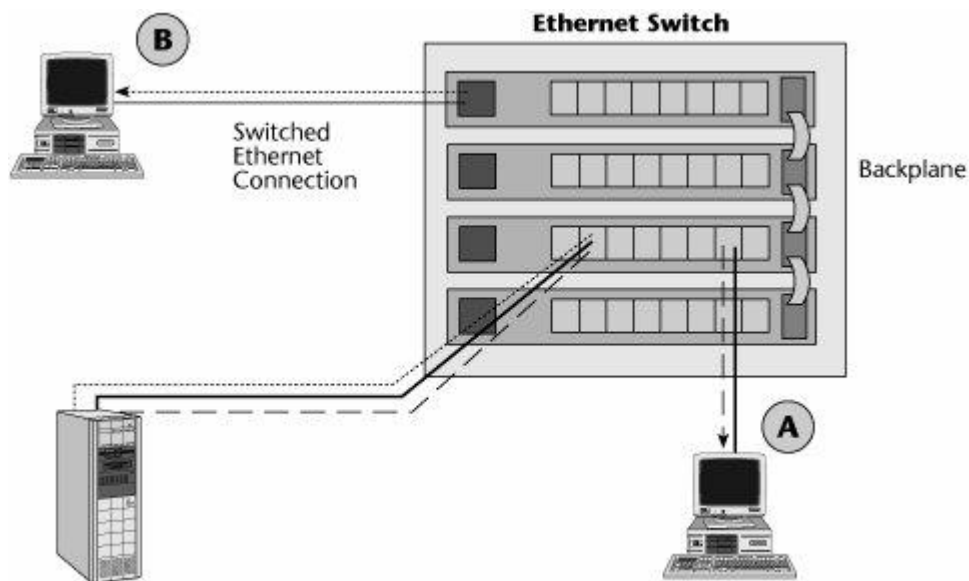 Ethernet Switch
B
Switched
Ethernet
Connection
Backplane
A